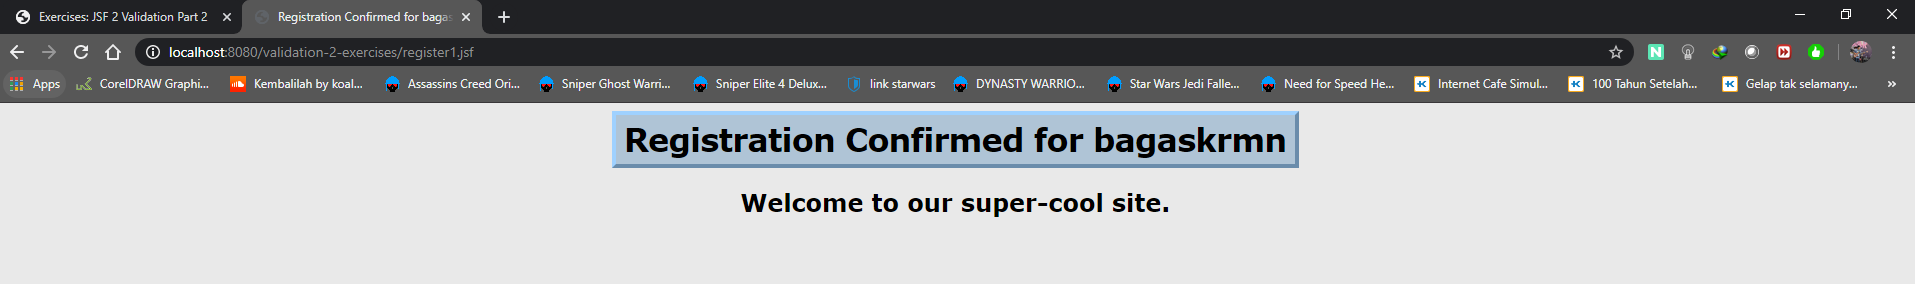 Exercises: JSF 2 Validation Part 2
Registration Confirmed for bagas
localhost:8080/validation-2-exercises/register1.jsf
Apps CorelDRAW Graphi... Kembalilah by koal... Assassins Creed Ori... Sniper Ghost Warri... Sniper Elite 4 Delux... link starwars DYNASTY WARRIO... Star Wars Jedi Falle... Need for Speed He... Internet Cafe Simul... 100 Tahun Setelah... Gelap tak selamany... »
Registration Confirmed for bagaskrmn
Welcome to our super-cool site.